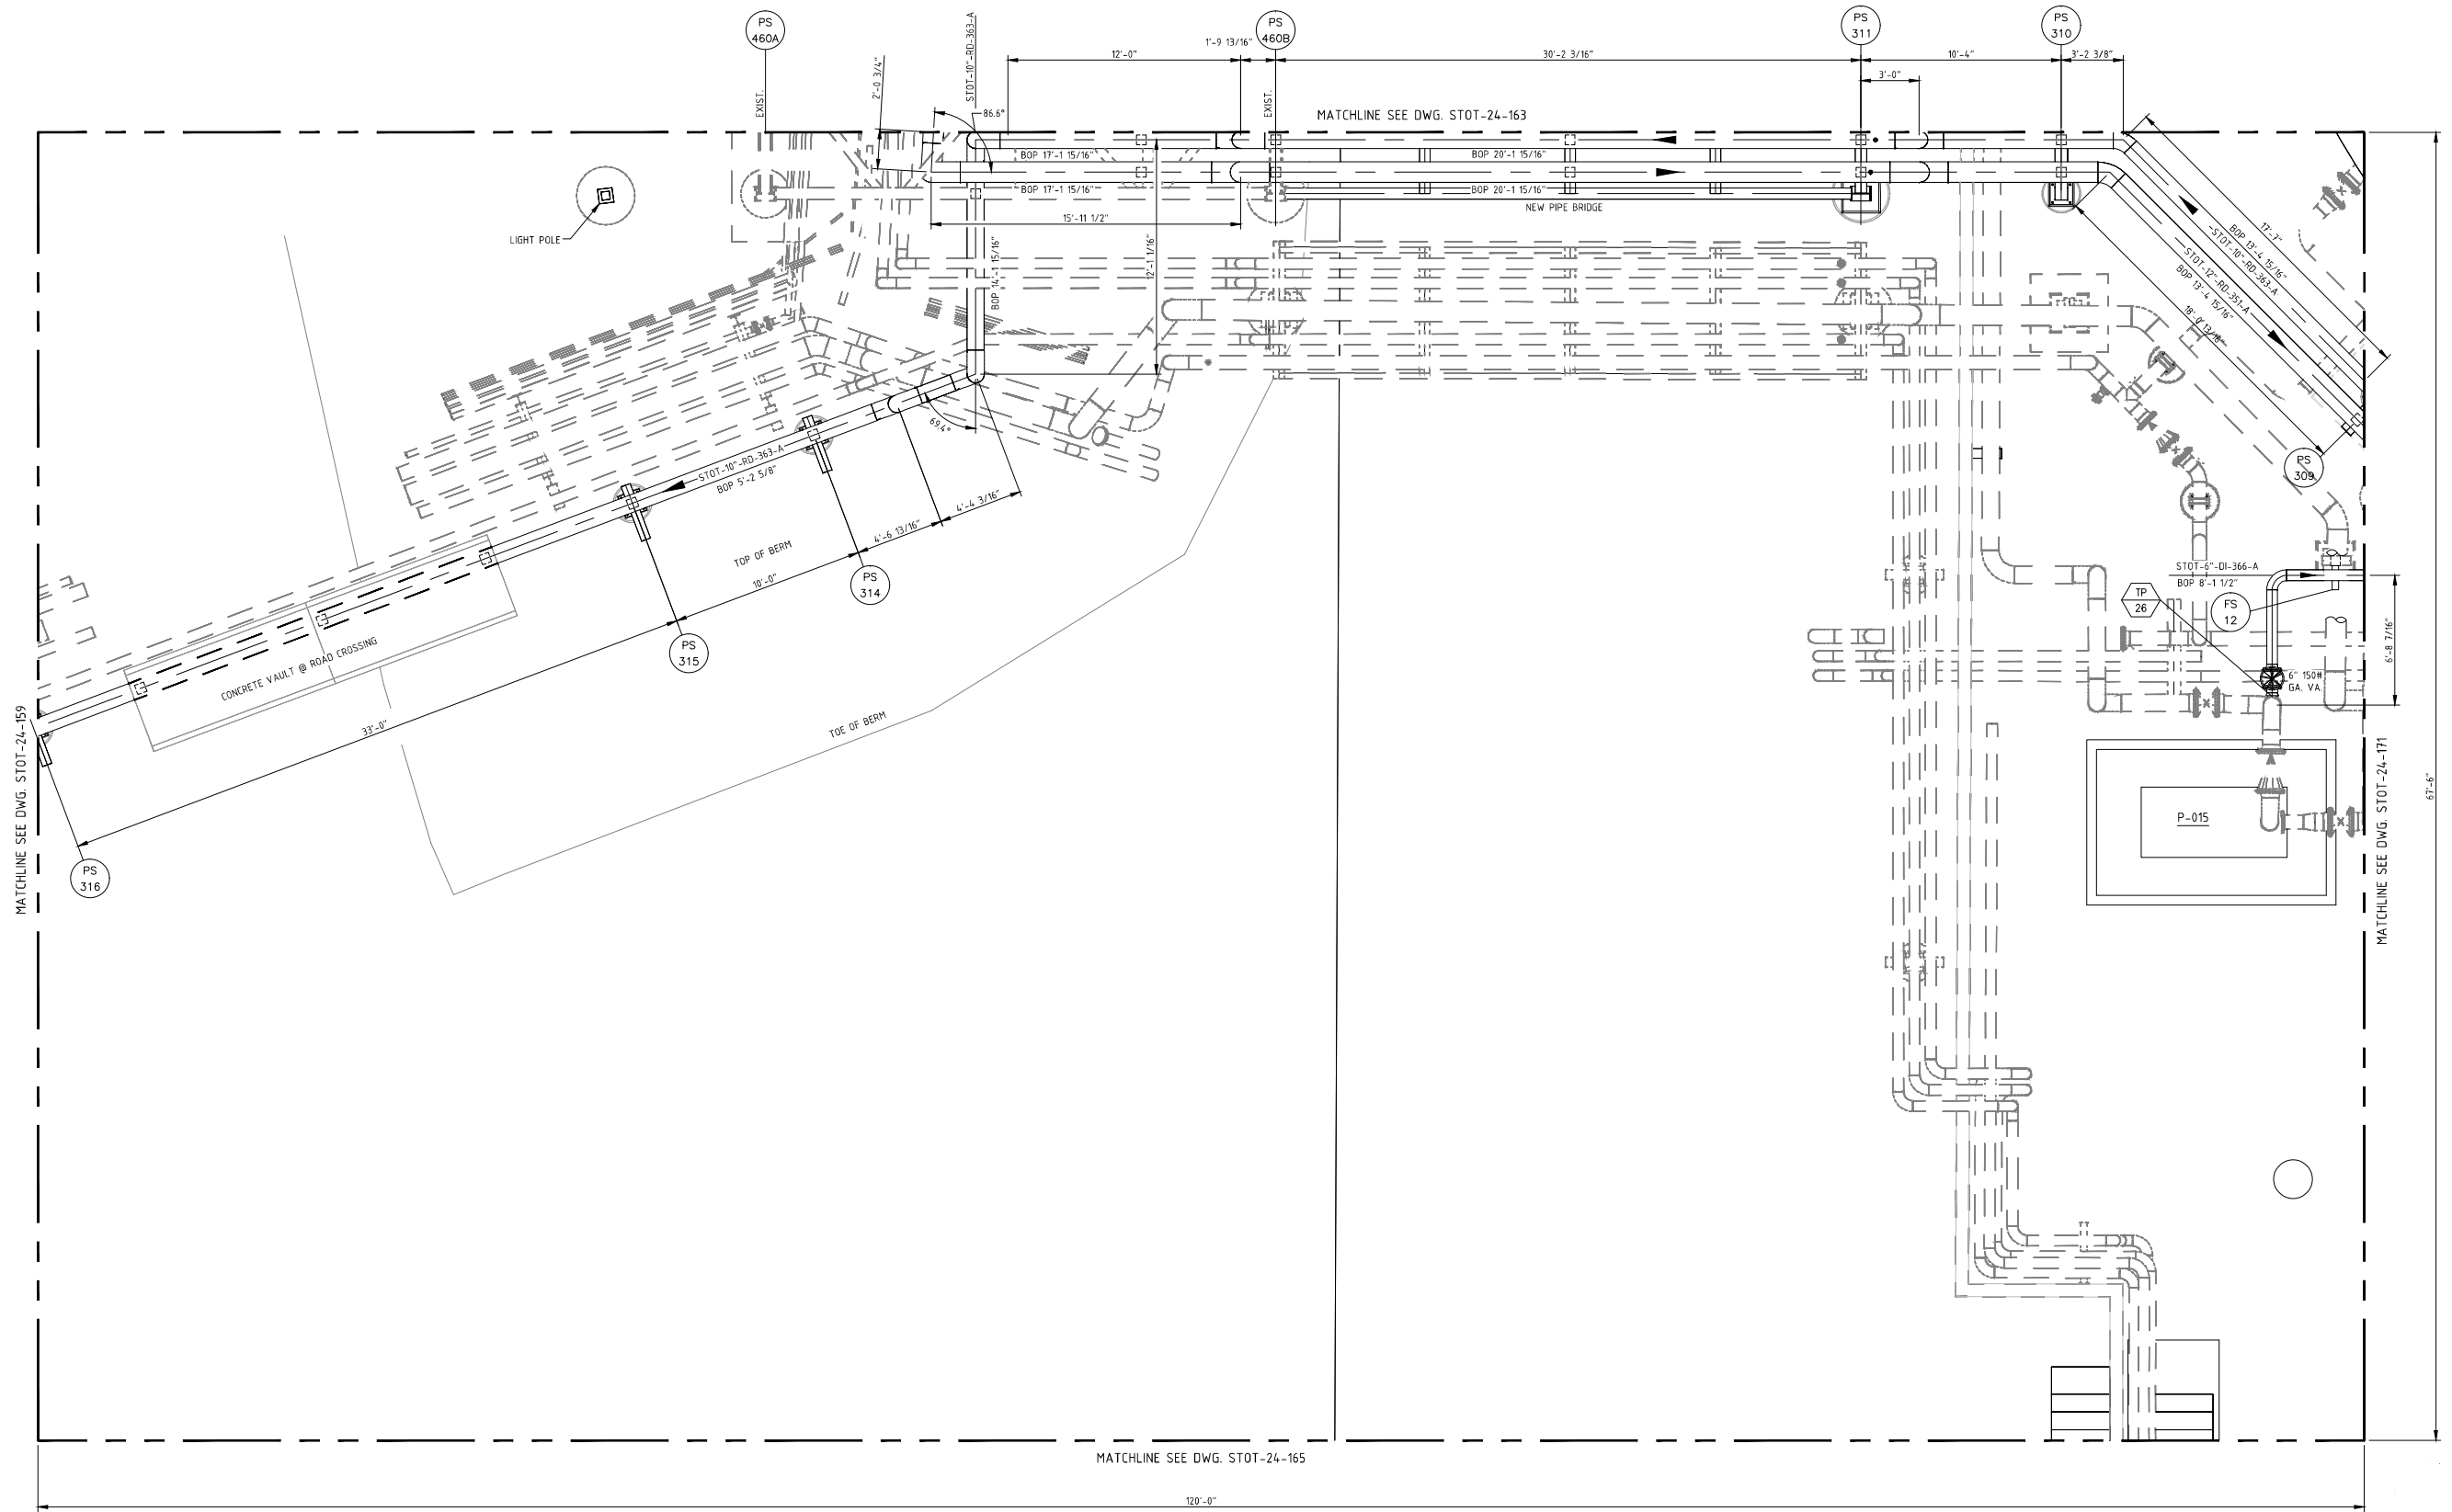 PS
460A
PS
460B
PS
311
PS
310
STOT-10"-RD-363-A
1'-9 13/16"
12'-0"
30'-2 3/16"
10'-4"
3'-2 3/8"
3'-0"
2'-0 3/4"
EXIST.
EXIST.
86.6°
MATCHLINE SEE DWG. STOT-24-163
BOP 17'-1 15/16"
BOP 20'-1 15/16"
BOP 17'-1 15/16"
BOP 20'-1 15/16"
NEW PIPE BRIDGE
15'-11 1/2"
LIGHT POLE
BOP 14'-1 15/16"
12'-1 1/16"
17'-7"
BOP 13'-4 15/16"
STOT-10"-RD-363-A
STOT-12"-RD-351-A
BOP 13'-4 15/16"
18'-0 13/16"
PS
309
69.4°
STOT-10"-RD-363-A
BOP 5'-2 5/8"
4'-4 3/16"
4'-6 13/16"
TOP OF BERM
10'-0"
PS
314
PS
315
STOT-6"-DI-366-A
BOP 8'-1 1/2"
TP
26
FS
12
6'-8 7/16"
6" 150#
GA. VA.
CONCRETE VAULT @ ROAD CROSSING
33'-0"
TOE OF BERM
PS
316
P-015
MATCHLINE SEE DWG. STOT-24-159
MATCHLINE SEE DWG. STOT-24-171
67'-6"
MATCHLINE SEE DWG. STOT-24-165
120'-0"